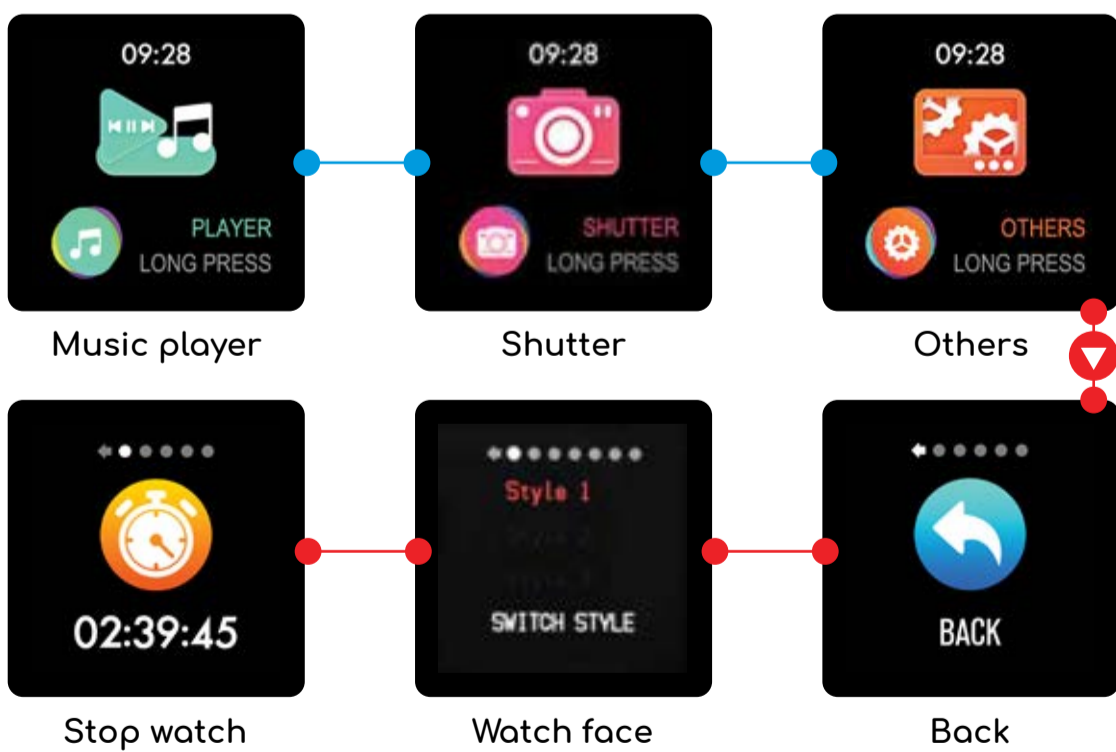 09:28
PLAYER
LONG PRESS
Music player
09:28
SHUTTER
LONG PRESS
Shutter
09:28
OTHERS
LONG PRESS
Others
02:39:45
Stop watch
Style 1
SWITCH STYLE
Watch face
BACK
Back